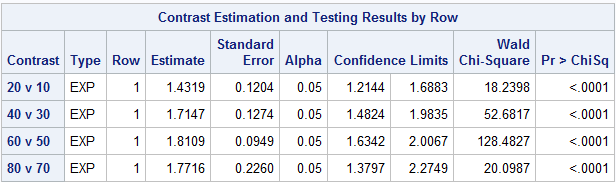 Contrast Estimation and Testing Results by Row
Contrast Type Row Estimate Standard Error Alpha Confidence Limits Wald Chi-Square Pr > ChiSq
20 v 10 EXP 1 1.4319 0.1204 0.05 1.2144 1.6883 18.2398 <.0001
40 v 30 EXP 1 1.7147 0.1274 0.05 1.4824 1.9835 52.6817 <.0001
60 v 50 EXP 1 1.8109 0.0949 0.05 1.6342 2.0067 128.4827 <.0001
80 v 70 EXP 1 1.7716 0.2260 0.05 1.3797 2.2749 20.0987 <.0001